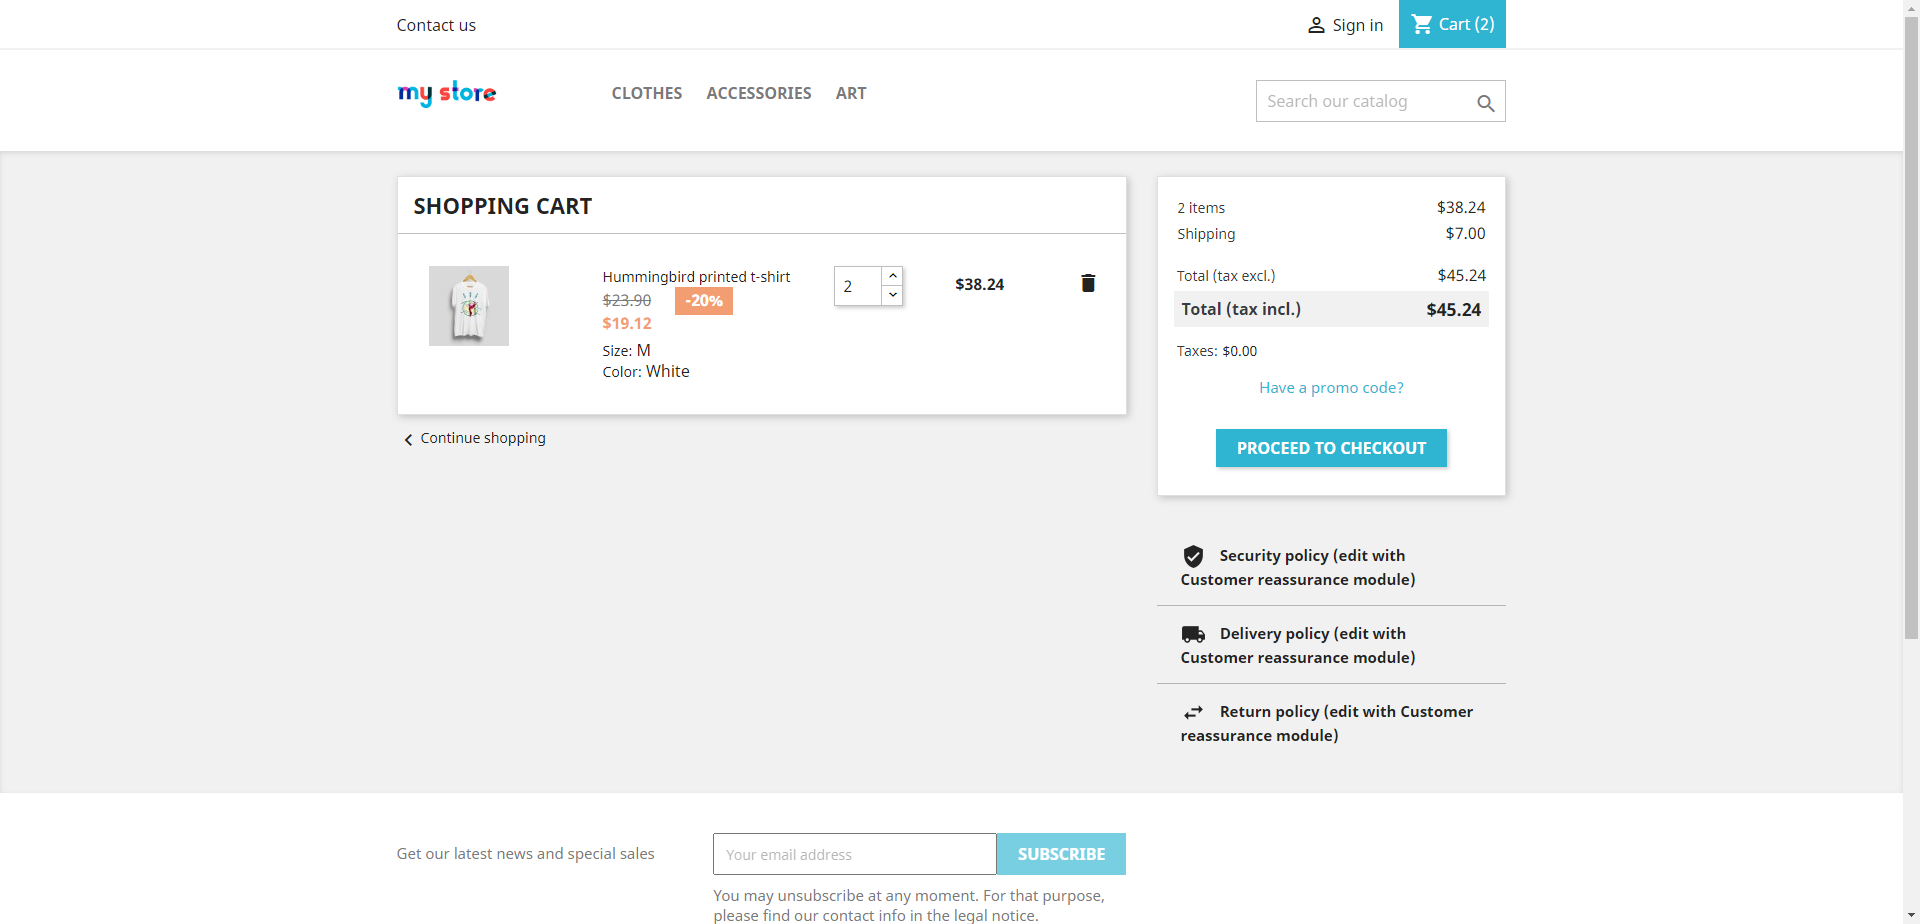 Contact us
Sign in
Cart (2)
my store
CLOTHES
ACCESSORIES
ART
Search our catalog
SHOPPING CART
Hummingbird printed t-shirt
$23.90 -20%
$19.12
Size: M
Color: White
2
$38.24
Continue shopping
2 items $38.24
Shipping $7.00
Total (tax excl.) $45.24
Total (tax incl.) $45.24
Taxes: $0.00
Have a promo code?
PROCEED TO CHECKOUT
Security policy (edit with
Customer reassurance module)
Delivery policy (edit with
Customer reassurance module)
Return policy (edit with Customer
reassurance module)
Get our latest news and special sales
Your email address
SUBSCRIBE
You may unsubscribe at any moment. For that purpose,
please find our contact info in the legal notice.